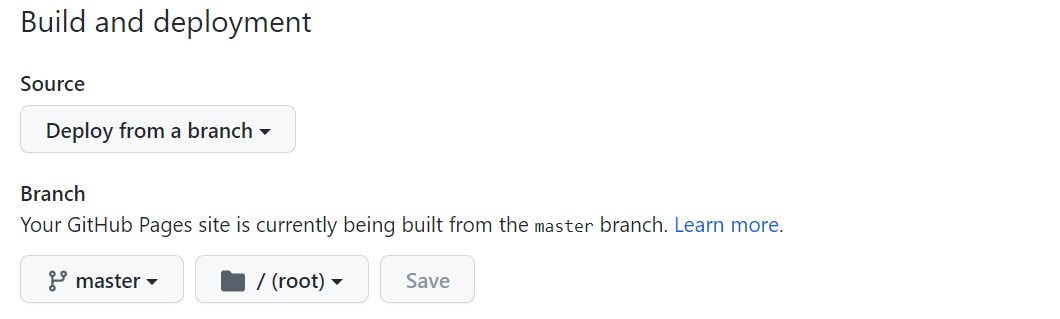 Build and deployment
Source
Deploy from a branch
Branch
Your GitHub Pages site is currently being built from the master branch. Learn more.
master / (root) Save